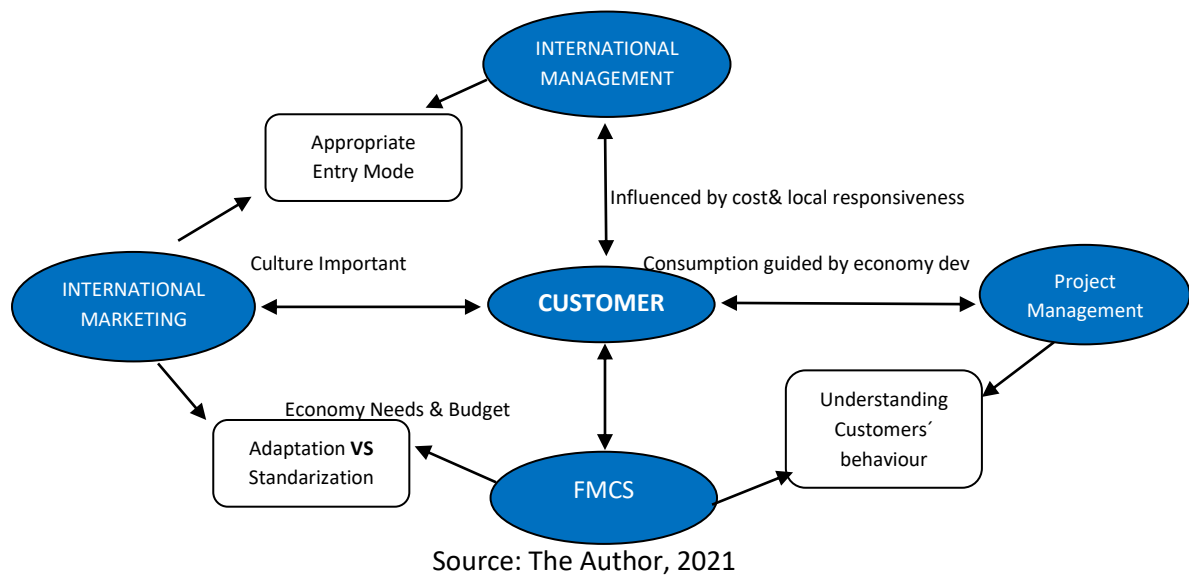 INTERNATIONAL
MANAGEMENT
Appropriate
Entry Mode
Influenced by cost& local responsiveness
Culture Important
Consumption guided by economy dev
INTERNATIONAL
MARKETING
CUSTOMER
Project
Management
Economy Needs & Budget
Adaptation VS
Standarization
Understanding
Customers´
behaviour
FMCS
Source: The Author, 2021